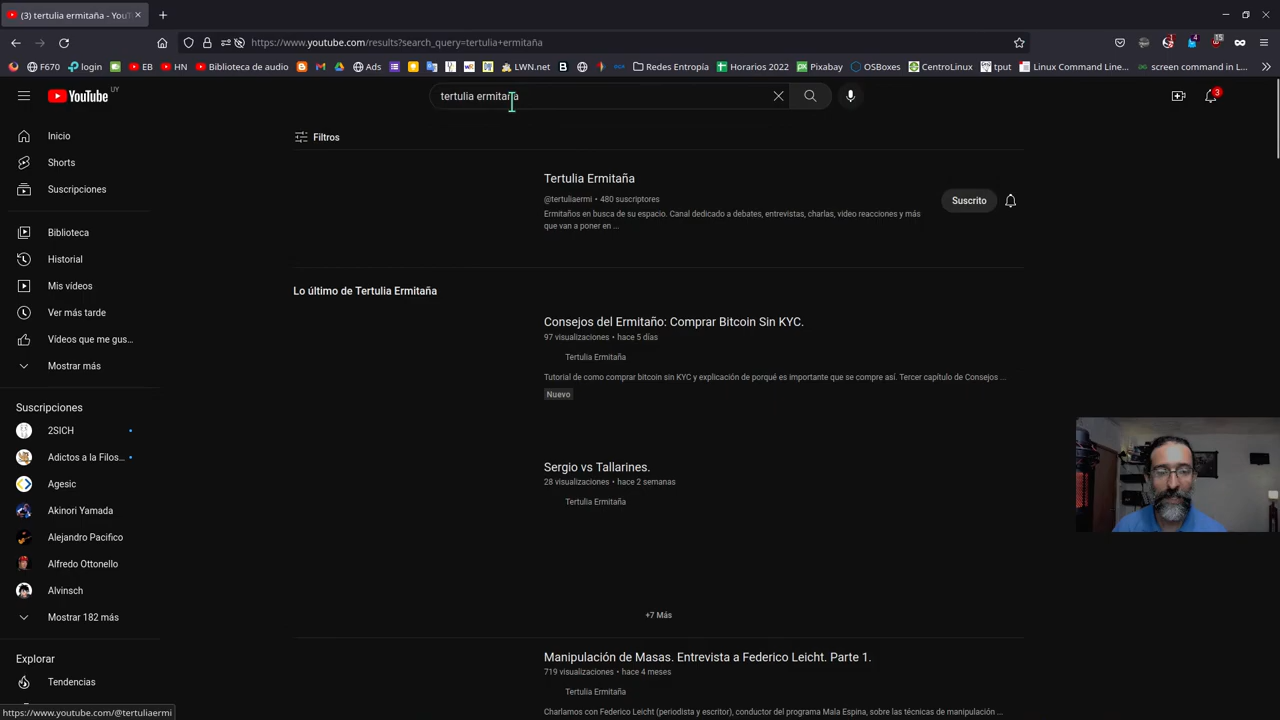 (3) tertulia ermitaña - YouT
https://www.youtube.com/results?search_query=tertulia+ermitaña
F670
login
EB
HN
Biblioteca de audio
Ads
LWN.net
Redes Entropía
Horarios 2022
Pixabay
OSBoxes
CentroLinux
tput
Linux Command Line...
screen command in L
4
15
YouTube UY
tertulia ermitaña
3
Inicio
Shorts
Suscripciones
Biblioteca
Historial
Mis vídeos
Ver más tarde
Vídeos que me gus...
Mostrar más
Suscripciones
2SICH
Adictos a la Filos...
Agesic
Akinori Yamada
Alejandro Pacifico
Alfredo Ottonello
Alvinsch
Mostrar 182 más
Explorar
Tendencias
https://www.youtube.com/@tertuliaermi
Filtros
Tertulia Ermitaña
@tertuliaermi • 480 suscriptores
Ermitaños en busca de su espacio. Canal dedicado a debates, entrevistas, charlas, video reacciones y más
que van a poner en ...
Suscrito
Lo último de Tertulia Ermitaña
Consejos del Ermitaño: Comprar Bitcoin Sin KYC.
97 visualizaciones • hace 5 días
Tertulia Ermitaña
Tutorial de como comprar bitcoin sin KYC y explicación de porqué es importante que se compre así. Tercer capítulo de Consejos ...
Nuevo
Sergio vs Tallarines.
28 visualizaciones • hace 2 semanas
Tertulia Ermitaña
+7 Más
Manipulación de Masas. Entrevista a Federico Leicht. Parte 1.
719 visualizaciones • hace 4 meses
Tertulia Ermitaña
Charlamos con Federico Leicht (periodista y escritor), conductor del programa Mala Espina, sobre las técnicas de manipulación ...